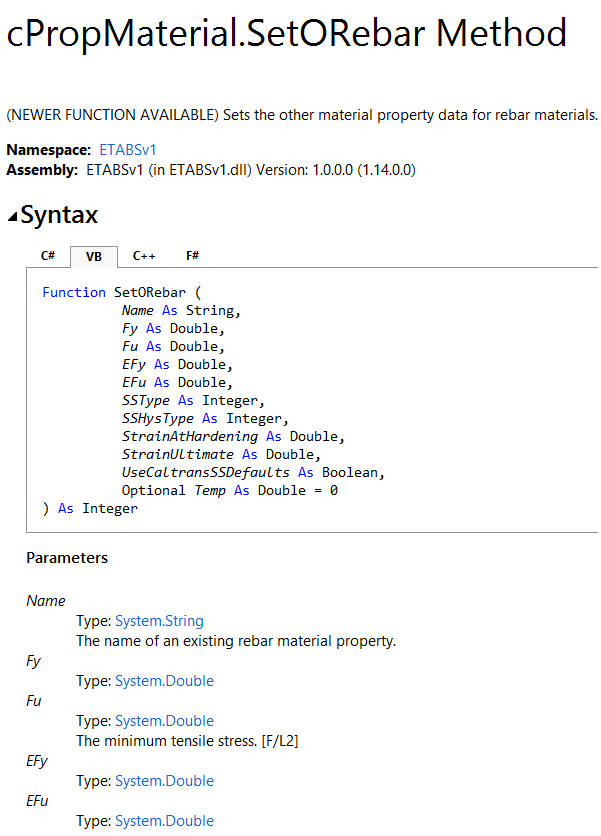 cPropMaterial.SetORebar Method
(NEWER FUNCTION AVAILABLE) Sets the other material property data for rebar materials.
Namespace: ETABSv1
Assembly: ETABSv1 (in ETABSv1.dll) Version: 1.0.0.0 (1.14.0.0)
Syntax
C# VB C++ F#
Function SetORebar (
Name As String,
Fy As Double,
Fu As Double,
EFy As Double,
EFu As Double,
SSType As Integer,
SSHysType As Integer,
StrainAtHardening As Double,
StrainUltimate As Double,
UseCaltransSSDefaults As Boolean,
Optional Temp As Double = 0
) As Integer
Parameters
Name
Type: System.String
The name of an existing rebar material property.
Fy
Type: System.Double
Fu
Type: System.Double
The minimum tensile stress. [F/L2]
EFy
Type: System.Double
EFu
Type: System.Double